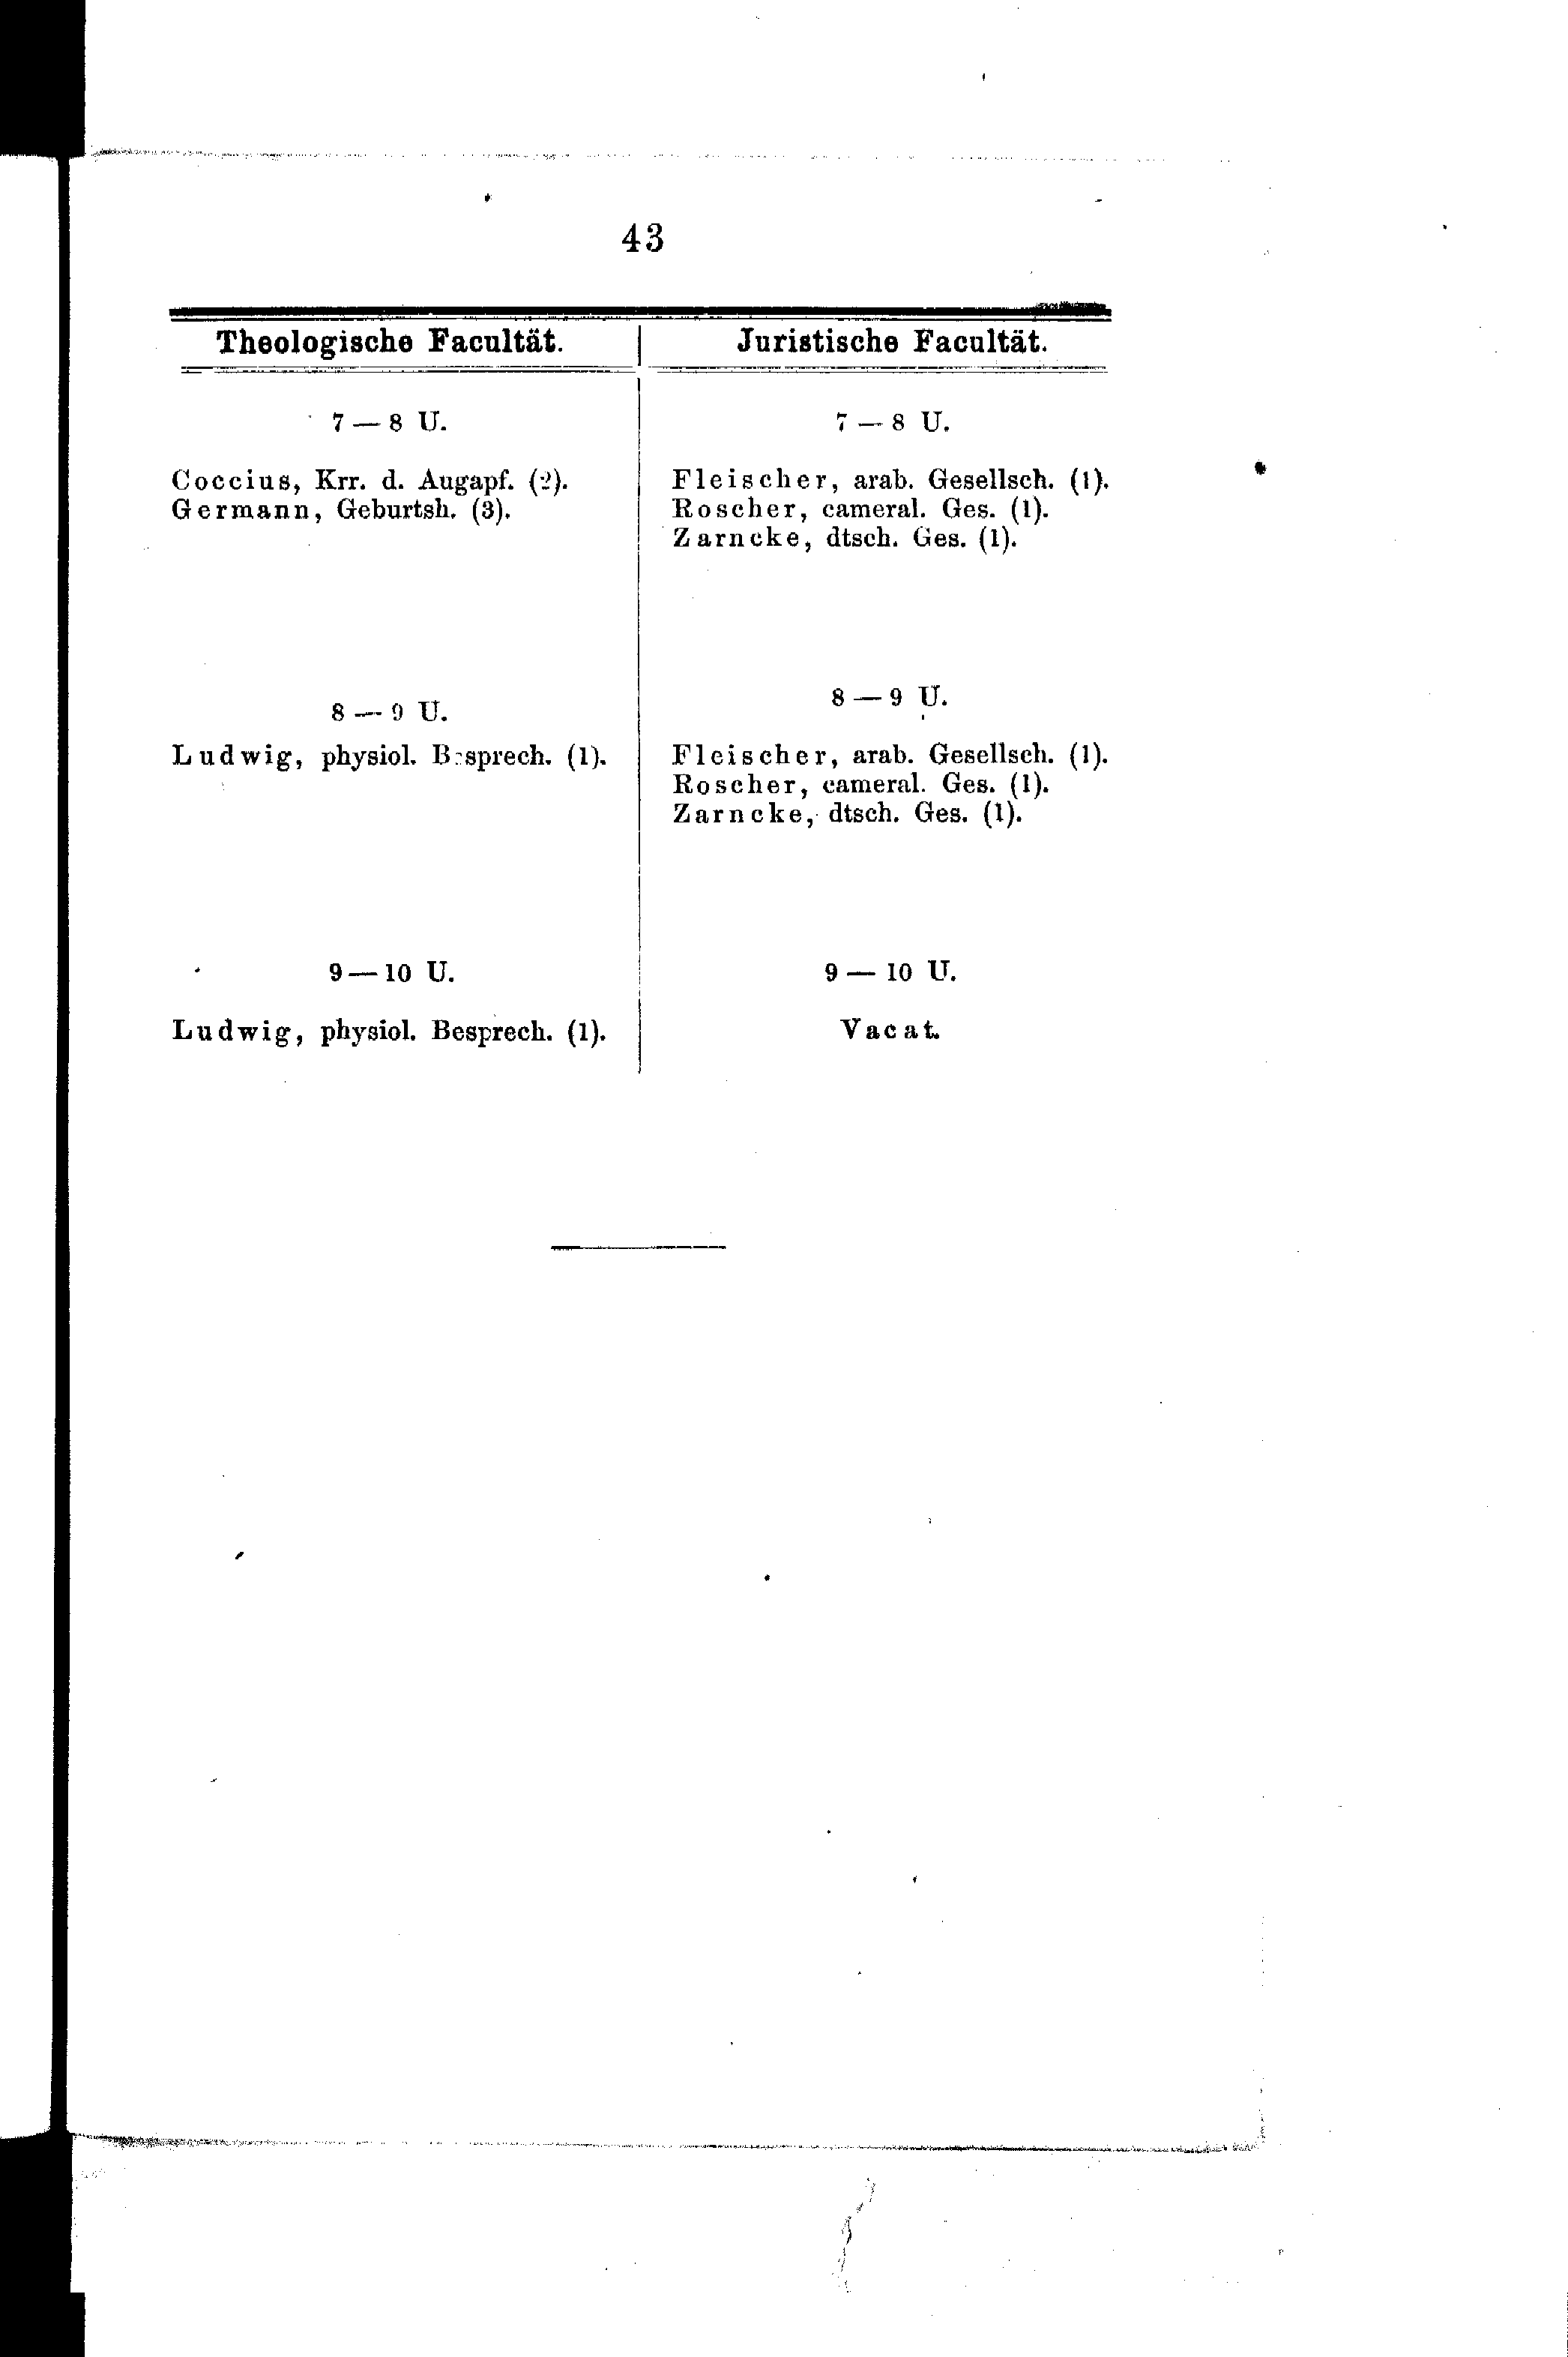 43
Theologische Facultät.
7 — 8 U.
Coccius, Krr. d. Augapf. (2).
Germann, Geburtsh. (3).
8 — 9 U.
Ludwig, physiol. Besprech. (1).
9 — 10 U.
Ludwig, physiol. Besprech. (1).
Juristische Facultät.
7 — 8 U.
Fleischer, arab. Gesellsch. (1).
Roscher, cameral. Ges. (1).
Zarncke, dtsch. Ges. (1).
8 — 9 U.
Fleischer, arab. Gesellsch. (1).
Roscher, cameral. Ges. (1).
Zarncke, dtsch. Ges. (1).
9 — 10 U.
Vacat.